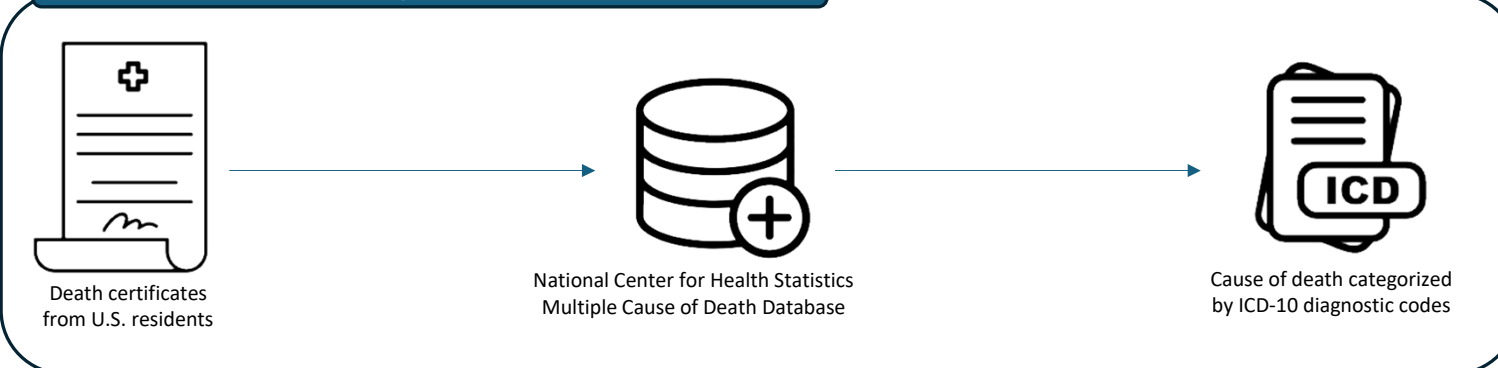 Death certificates
from U.S. residents
National Center for Health Statistics
Multiple Cause of Death Database
ICD
Cause of death categorized
by ICD-10 diagnostic codes